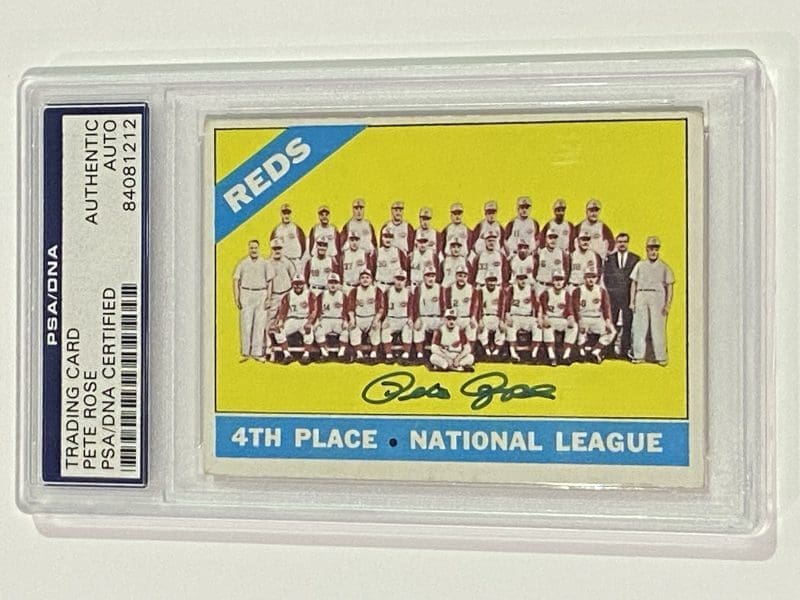 PSA/DNA
TRADING CARD
PETE ROSE
PSA/DNA CERTIFIED
AUTHENTIC
AUTO
84081212
REDS
Pete Rose
4TH PLACE • NATIONAL LEAGUE